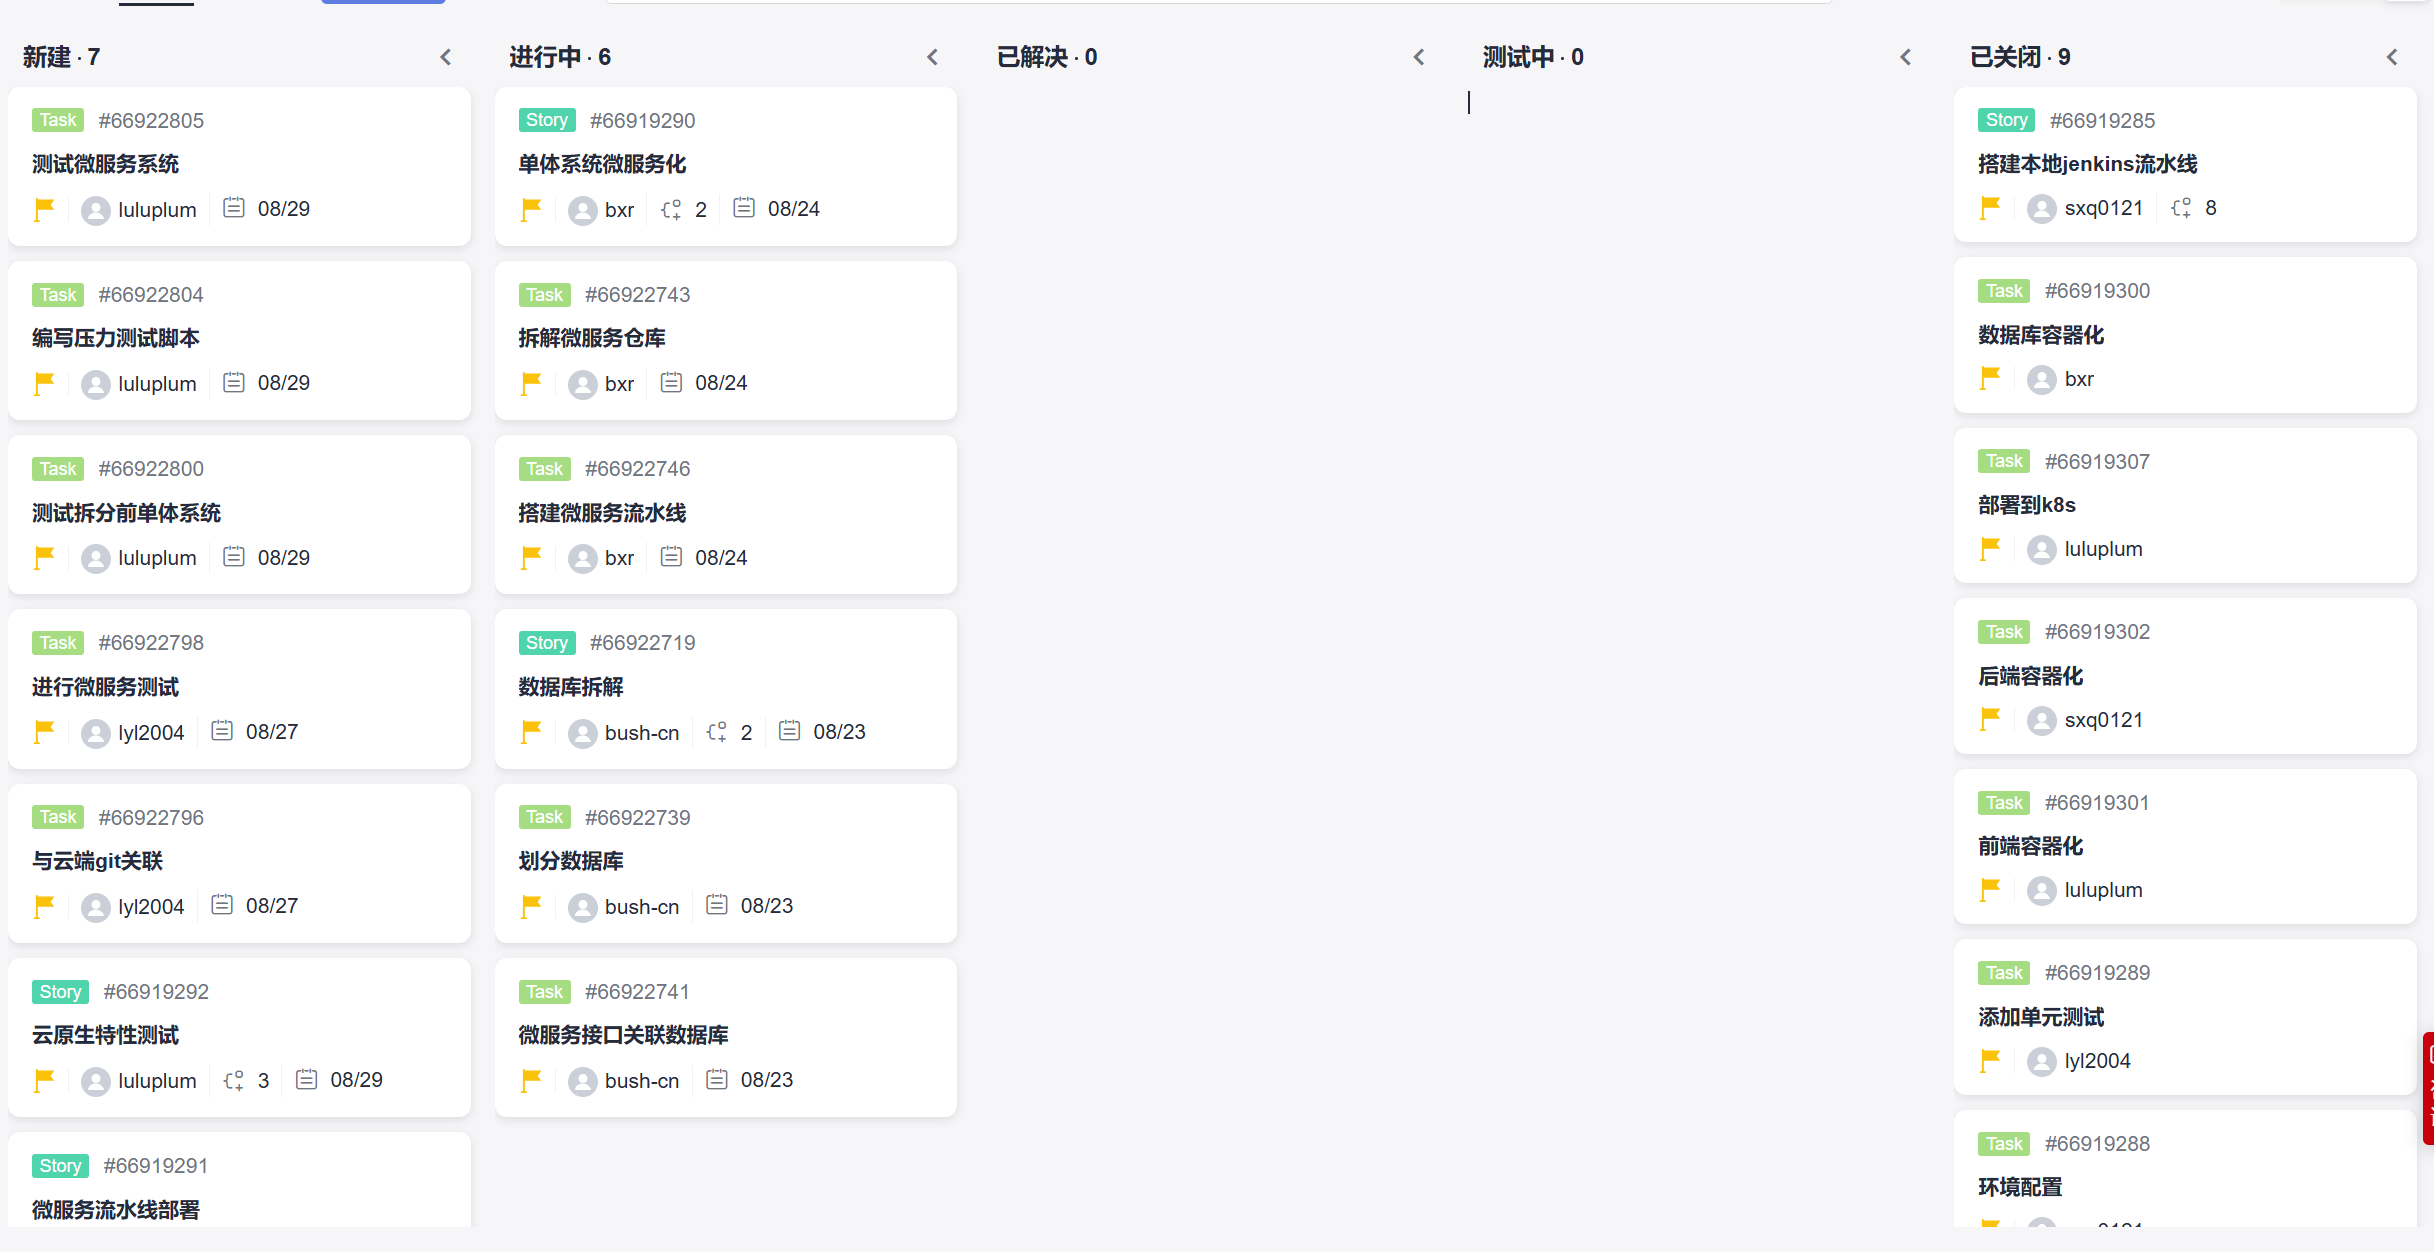 新建 · 7
Task #66922805
测试微服务系统
luluplum 08/29
Task #66922804
编写压力测试脚本
luluplum 08/29
Task #66922800
测试拆分前单体系统
luluplum 08/29
Task #66922798
进行微服务测试
lyl2004 08/27
Task #66922796
与云端git关联
lyl2004 08/27
Story #66919292
云原生特性测试
luluplum 3 08/29
Story #66919291
微服务流水线部署
进行中 · 6
Story #66919290
单体系统微服务化
bxr 2 08/24
Task #66922743
拆解微服务仓库
bxr 08/24
Task #66922746
搭建微服务流水线
bxr 08/24
Story #66922719
数据库拆解
bush-cn 2 08/23
Task #66922739
划分数据库
bush-cn 08/23
Task #66922741
微服务接口关联数据库
bush-cn 08/23
已解决 · 0
测试中 · 0
已关闭 · 9
Story #66919285
搭建本地jenkins流水线
sxq0121 8
Task #66919300
数据库容器化
bxr
Task #66919307
部署到k8s
luluplum
Task #66919302
后端容器化
sxq0121
Task #66919301
前端容器化
luluplum
Task #66919289
添加单元测试
lyl2004
Task #66919288
环境配置